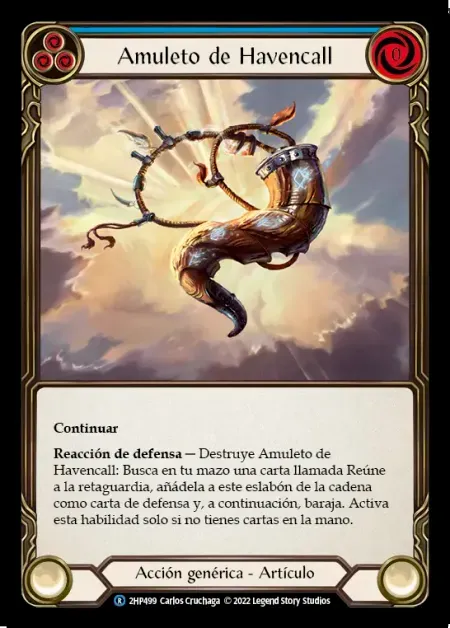 Amuleto de Havencall
0
Continuar
Reacción de defensa — Destruye Amuleto de
Havencall: Busca en tu mazo una carta llamada Reúne
a la retaguardia, añádela a este eslabón de la cadena
como carta de defensa y, a continuación, baraja. Activa
esta habilidad solo si no tienes cartas en la mano.
Acción genérica - Artículo
R 2HP499 Carlos Cruchaga © 2022 Legend Story Studios